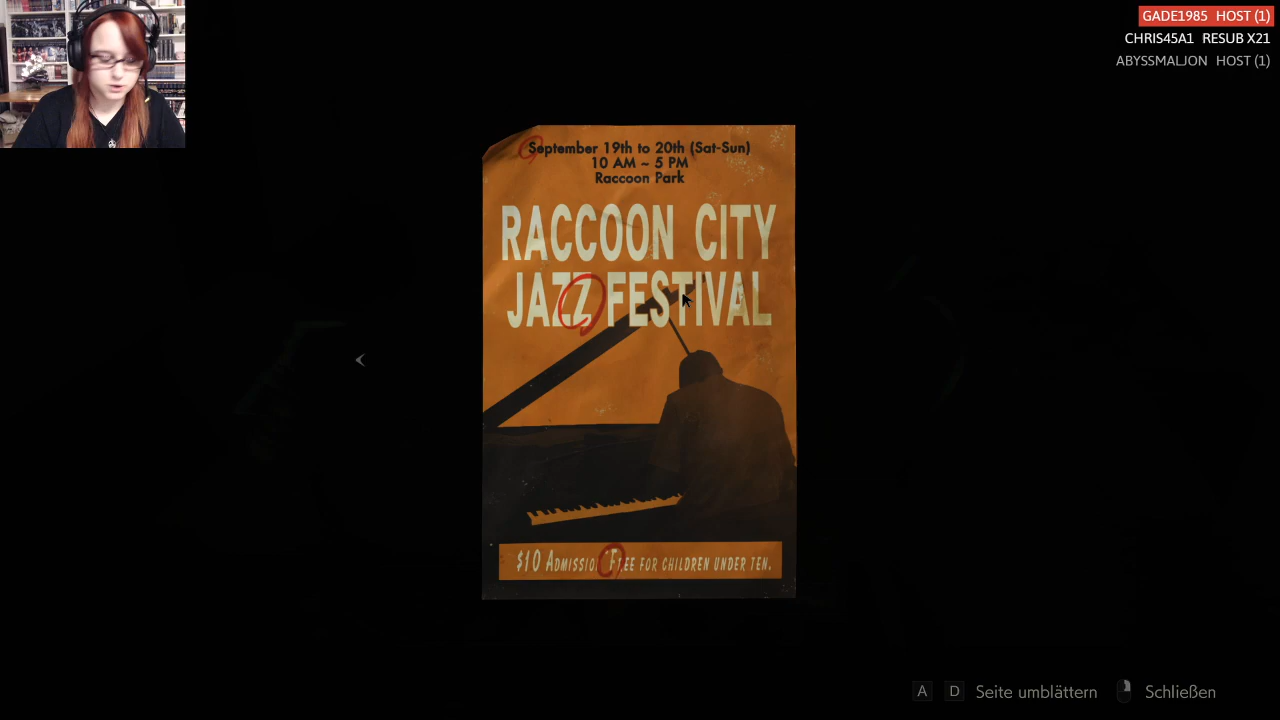 GADE1985 HOST (1)
CHRIS45A1 RESUB X21
ABYSSMALJON HOST (1)
September 19th to 20th (Sat-Sun)
10 AM ~ 5 PM
Raccoon Park
RACCOON CITY
JAZZ FESTIVAL
$10 Admission Free for children under ten.
A D Seite umblättern Schließen